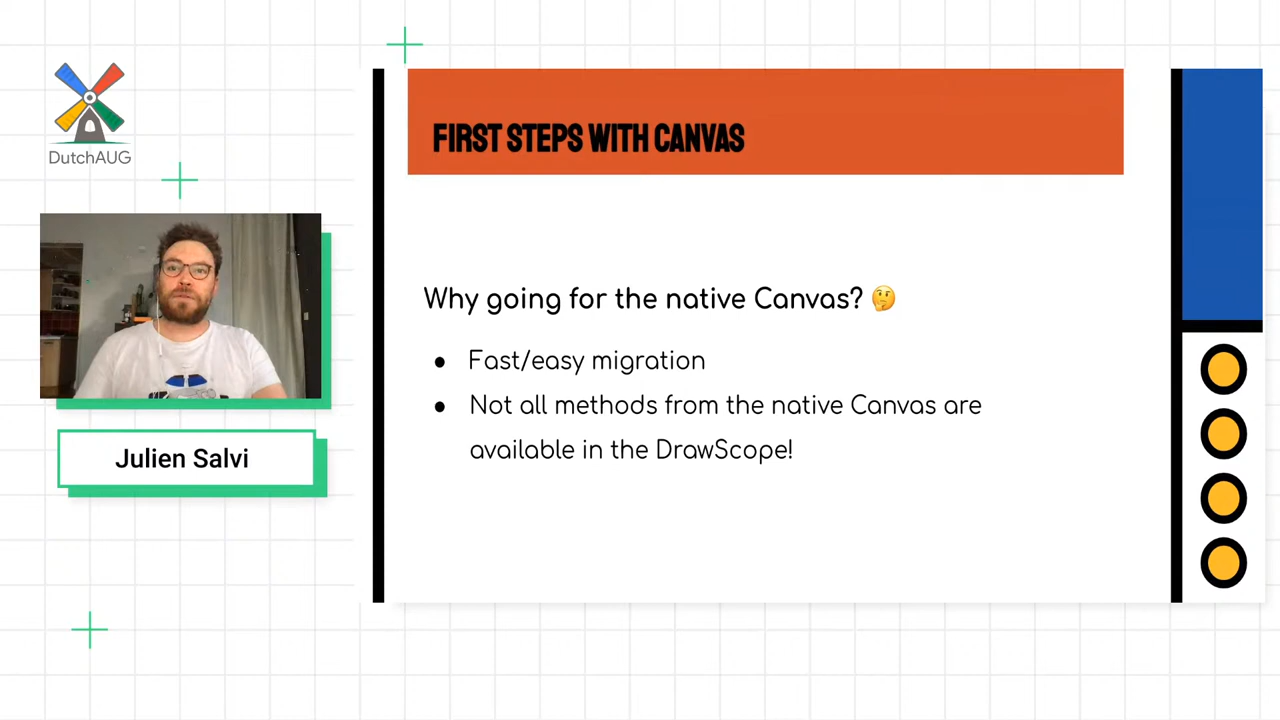 DutchAUG
Julien Salvi
FIRST STEPS WITH CANVAS
Why going for the native Canvas? 🤔
● Fast/easy migration
● Not all methods from the native Canvas are
available in the DrawScope!